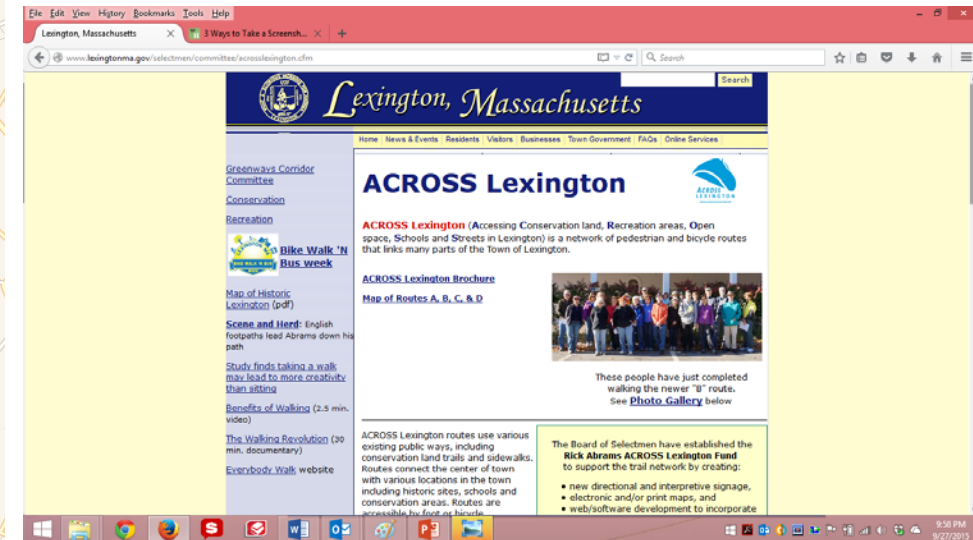 File Edit View History Bookmarks Tools Help
Lexington, Massachusetts
3 Ways to Take a Screensh...
www.lexingtonma.gov/selectmen/committee/acrosslexington.cfm
Search
Search
Lexington, Massachusetts
Home News & Events Residents Visitors Businesses Town Government FAQs Online Services
Greenways Corridor
Committee
Conservation
Recreation
Bike Walk 'N
Bus week
Map of Historic
Lexington (pdf)
Scene and Herd: English
footpaths lead Abrams down his
path
Study finds taking a walk
may lead to more creativity
than sitting
Benefits of Walking (2.5 min.
video)
The Walking Revolution (30
min. documentary)
Everybody Walk website
ACROSS Lexington
ACROSS
LEXINGTON
ACROSS Lexington (Accessing Conservation land, Recreation areas, Open
space, Schools and Streets in Lexington) is a network of pedestrian and bicycle routes
that links many parts of the Town of Lexington.
ACROSS Lexington Brochure
Map of Routes A, B, C, & D
These people have just completed
walking the newer "B" route.
See Photo Gallery below
ACROSS Lexington routes use various
existing public ways, including
conservation land trails and sidewalks.
Routes connect the center of town
with various locations in the town
including historic sites, schools and
conservation areas. Routes are
accessible by foot or bicycle
The Board of Selectmen have established the
Rick Abrams ACROSS Lexington Fund
to support the trail network by creating:
• new directional and interpretive signage,
• electronic and/or print maps, and
• web/software development to incorporate
9:58 PM
9/27/2015